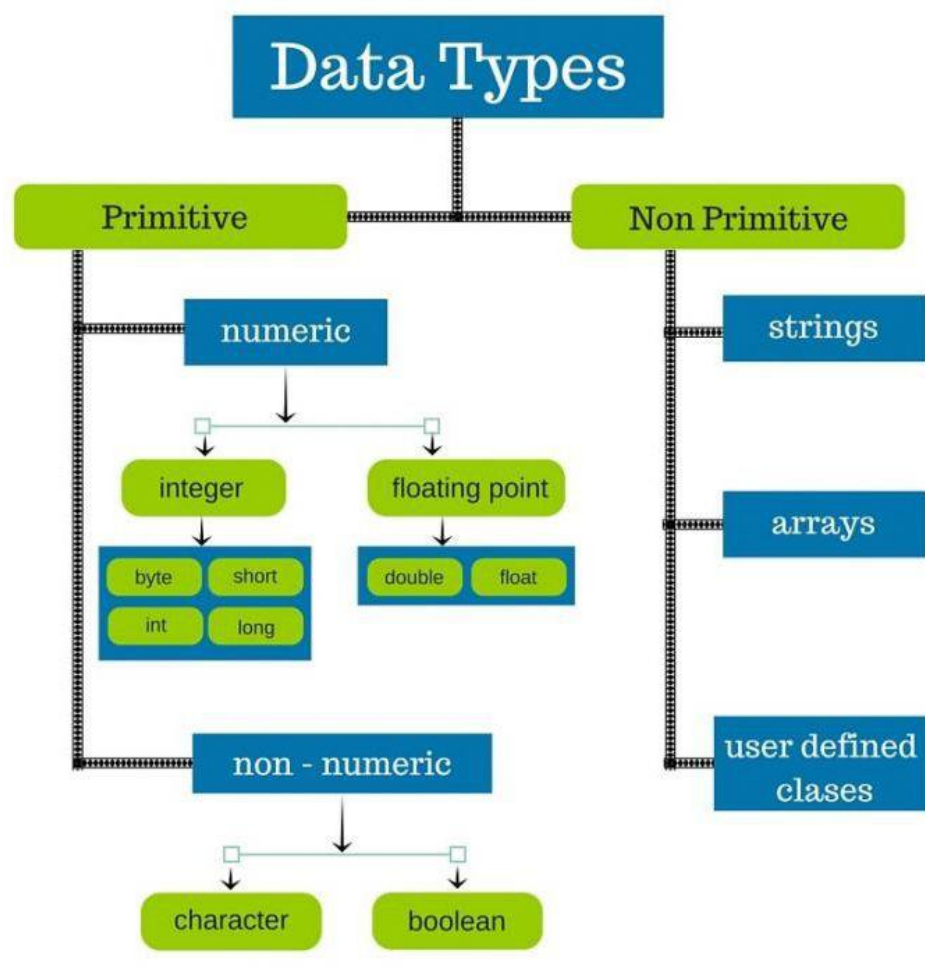 Data Types
Primitive
Non Primitive
numeric
strings
integer
floating point
arrays
byte
short
double
float
int
long
non - numeric
user defined
clases
character
boolean